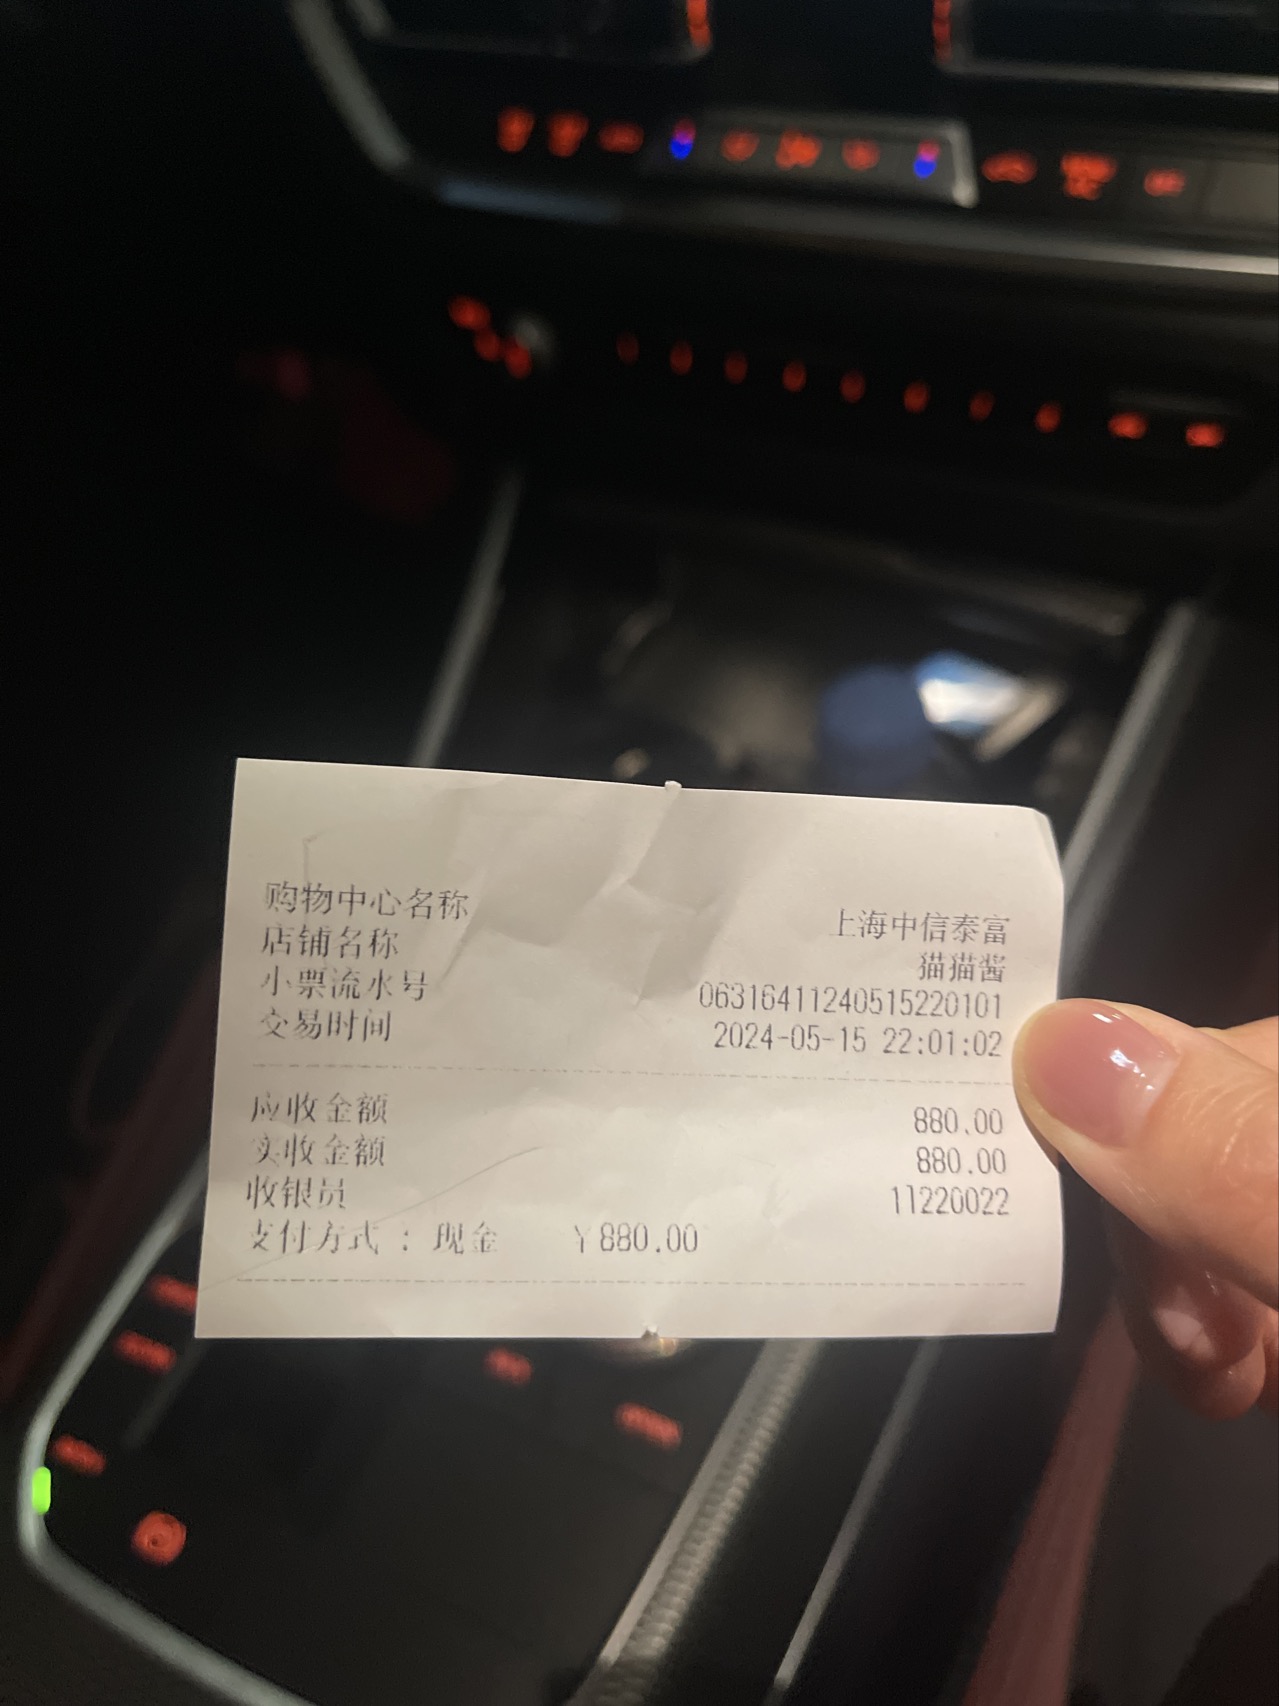 购物中心名称 上海中信泰富
店铺名称 猫猫酱
小票流水号 06316411240515220101
交易时间 2024-05-15 22:01:02
应收金额 880.00
实收金额 880.00
收银员 11220022
支付方式 : 现金 ￥880.00